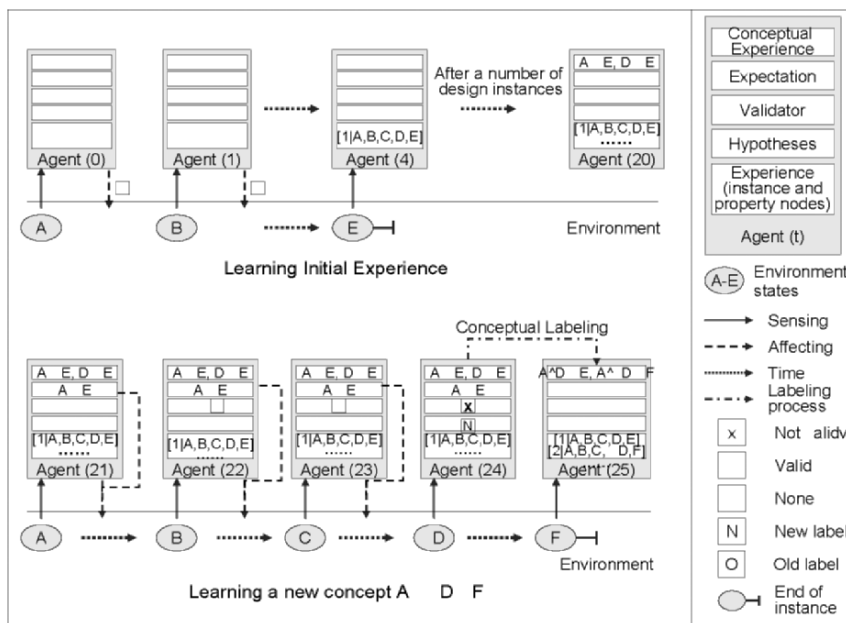 [1|A,B,C,D,E]
Agent (0)
Agent (1)
Agent (4)
After a number of
design instances
A E, D E
[1|A,B,C,D,E]
......
Agent (20)
A
B
E
Environment
Learning Initial Experience
Conceptual Labeling
A E, D E
A E
[1|A,B,C,D,E]
......
Agent (21)
A E, D E
A E
[1|A,B,C,D,E]
......
Agent (22)
A E, D E
A E
[1|A,B,C,D,E]
......
Agent (23)
A E, D E
A E
x
N
[1|A,B,C,D,E]
......
Agent (24)
A^D E, A^ D F
[1|A,B,C,D,E]
[2|A,B,C, D,F]
Agent (25)
A
B
C
D
F
Environment
Learning a new concept A D F
Conceptual
Experience
Expectation
Validator
Hypotheses
Experience
(instance and
property nodes)
Agent (t)
A-E
Environment
states
Sensing
Affecting
Time
Labeling
process
x
Not alidv
Valid
None
N
New label
O
Old label
End of
instance